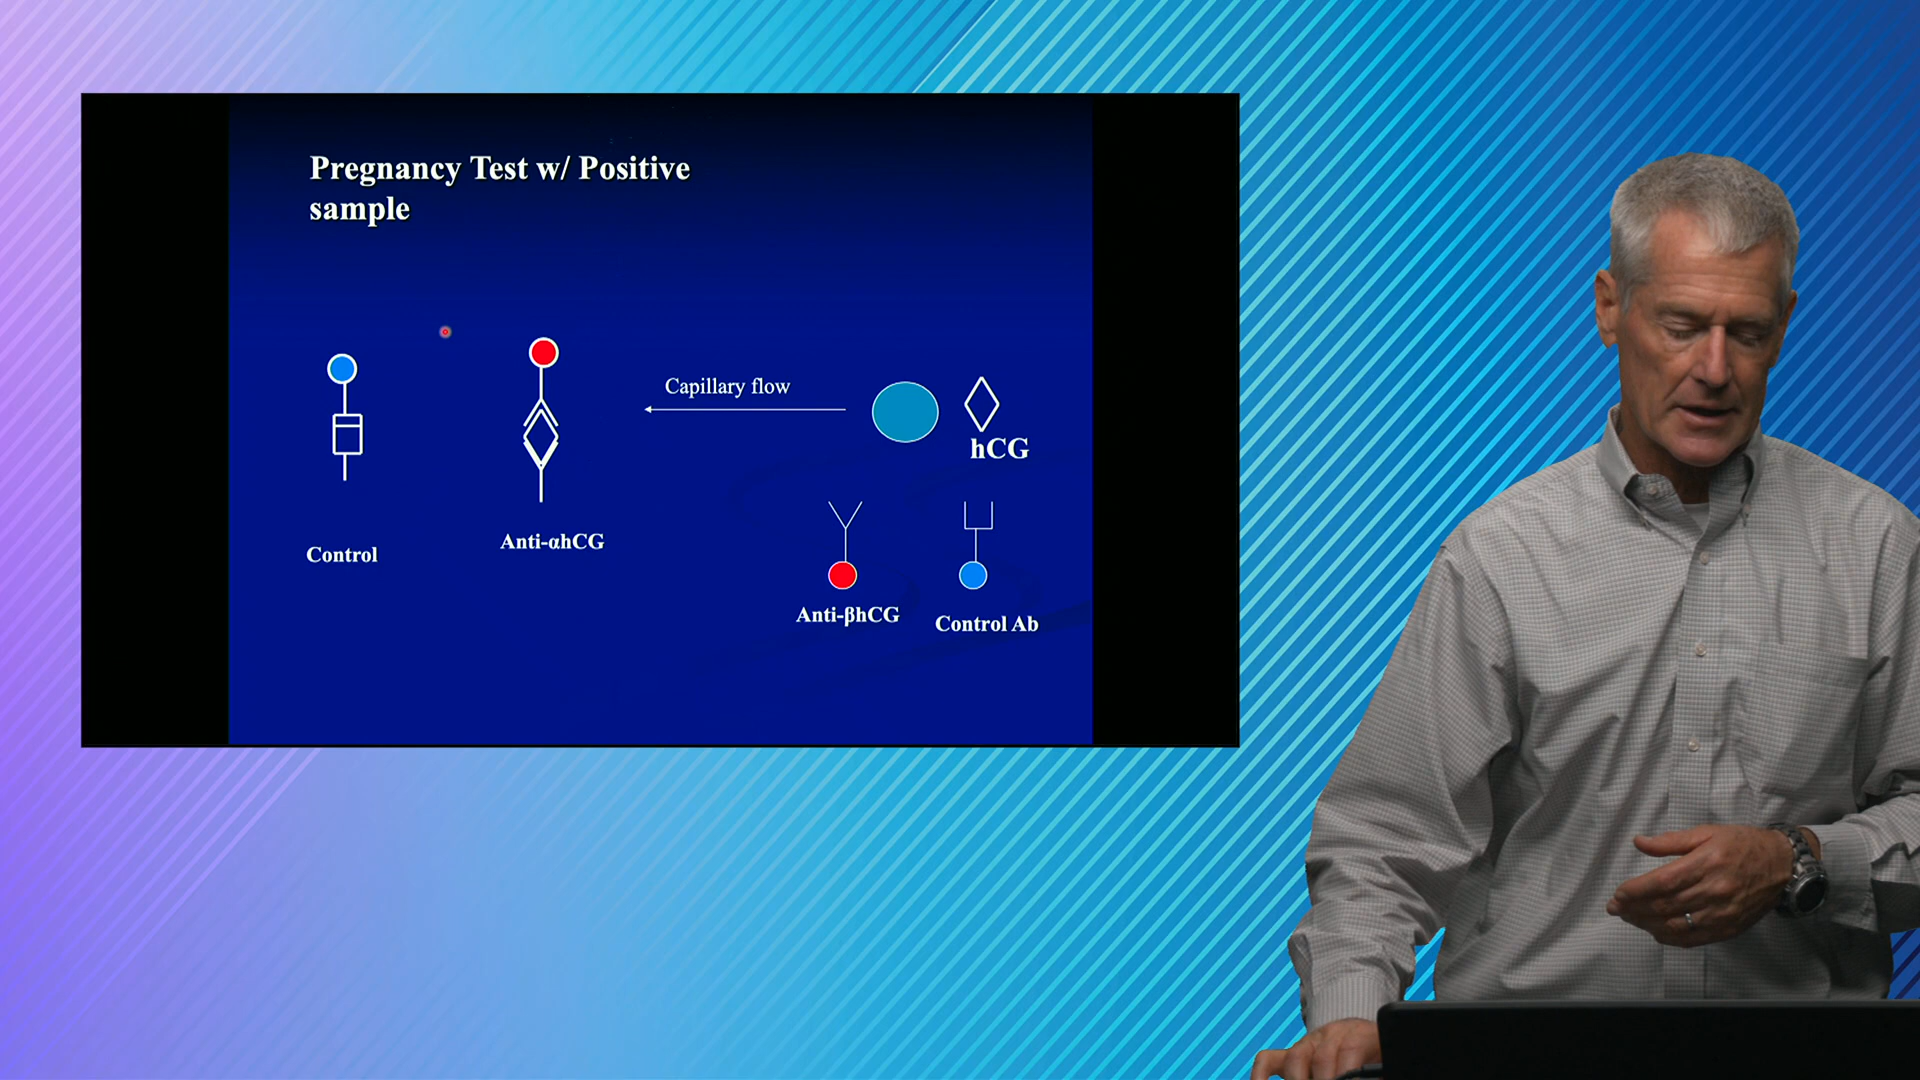 Pregnancy Test w/ Positive
sample
Capillary flow
hCG
Control
Anti-αhCG
Anti-βhCG
Control Ab